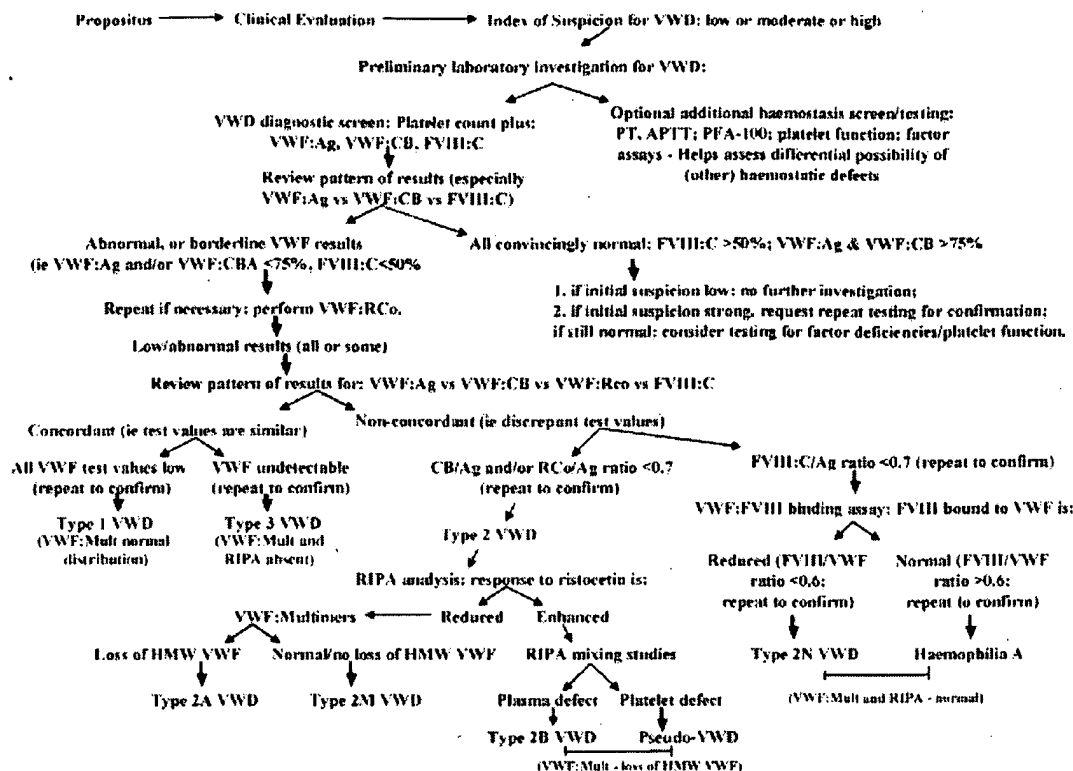 Propositus
Clinical Evaluation
Index of Suspicion for VWD: low or moderate or high
Preliminary laboratory investigation for VWD:
VWD diagnostic screen: Platelet count plus:
VWF:Ag, VWF:CB, FVIII:C
Optional additional haemostasis screen/testing:
PT, APTT; PFA-100; platelet function; factor
assays - Helps assess differential possibility of
(other) haemostatic defects
Review pattern of results (especially
VWF:Ag vs VWF:CB vs FVIII:C)
Abnormal, or borderline VWF results
(ie VWF:Ag and/or VWF:CBA <75%, FVIII:C<50%
All convincingly normal: FVIII:C >50%; VWF:Ag & VWF:CB >75%
Repeat if necessary: perform VWF:RCo.
1. if initial suspicion low: no further investigation;
2. if initial suspicion strong, request repeat testing for confirmation;
if still normal: consider testing for factor deficiencies/platelet function.
Low/abnormal results (all or some)
Review pattern of results for: VWF:Ag vs VWF:CB vs VWF:Rco vs FVIII:C
Concordant (ie test values are similar)
Non-concordant (ie discrepant test values)
All VWF test values low
(repeat to confirm)
VWF undetectable
(repeat to confirm)
CB/Ag and/or RCo/Ag ratio <0.7
(repeat to confirm)
FVIII:C/Ag ratio <0.7 (repeat to confirm)
Type 1 VWD
(VWF:Mult normal
distribution)
Type 3 VWD
(VWF:Mult and
RIPA absent)
Type 2 VWD
VWF:FVIII binding assay: FVIII bound to VWF is:
RIPA analysis: response to ristocetin is:
Reduced (FVIII/VWF
ratio <0.6:
repeat to confirm)
Normal (FVIII/VWF
ratio >0.6:
repeat to confirm)
VWF:Multimers
Reduced
Enhanced
Loss of HMW VWF
Normal/no loss of HMW VWF
RIPA mixing studies
Type 2N VWD
Haemophilia A
(VWF:Mult and RIPA - normal)
Type 2A VWD
Type 2M VWD
Plasma defect
Platelet defect
Type 2B VWD
Pseudo-VWD
(VWF:Mult - loss of HMW VWF)